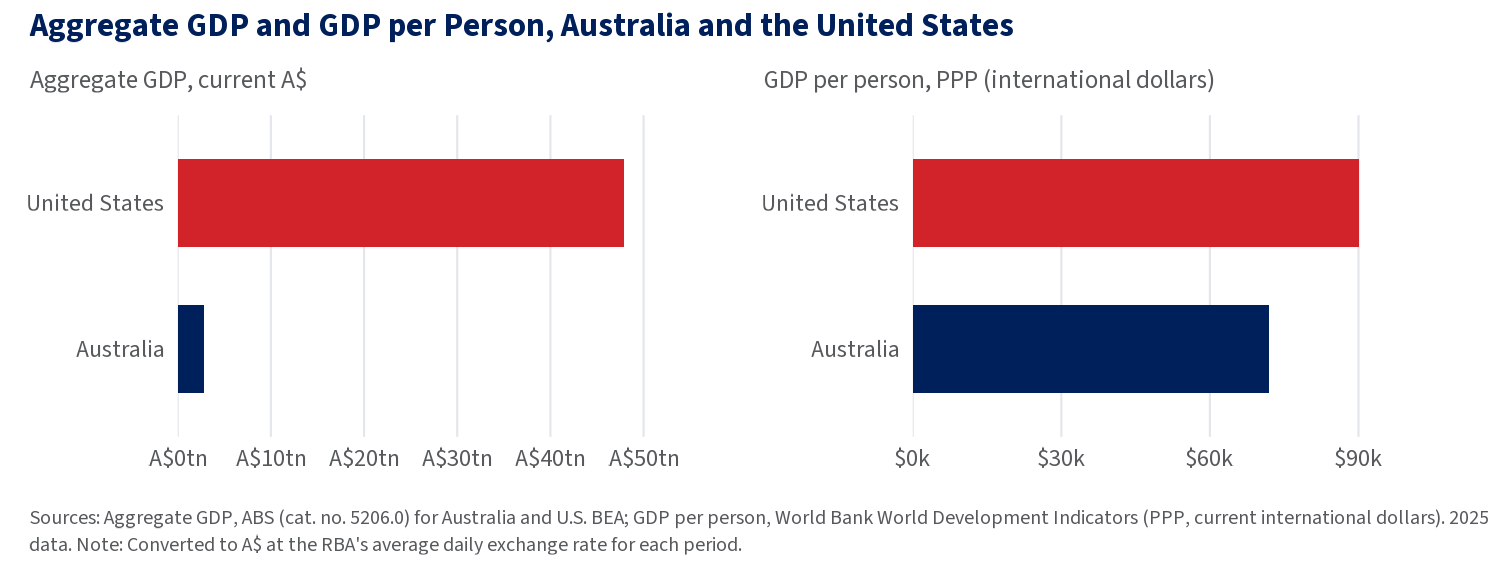 Aggregate GDP and GDP per Person, Australia and the United States
Aggregate GDP, current A$
United States
Australia
A$0tn A$10tn A$20tn A$30tn A$40tn A$50tn
GDP per person, PPP (international dollars)
United States
Australia
$0k $30k $60k $90k
Sources: Aggregate GDP, ABS (cat. no. 5206.0) for Australia and U.S. BEA; GDP per person, World Bank World Development Indicators (PPP, current international dollars). 2025
data. Note: Converted to A$ at the RBA's average daily exchange rate for each period.